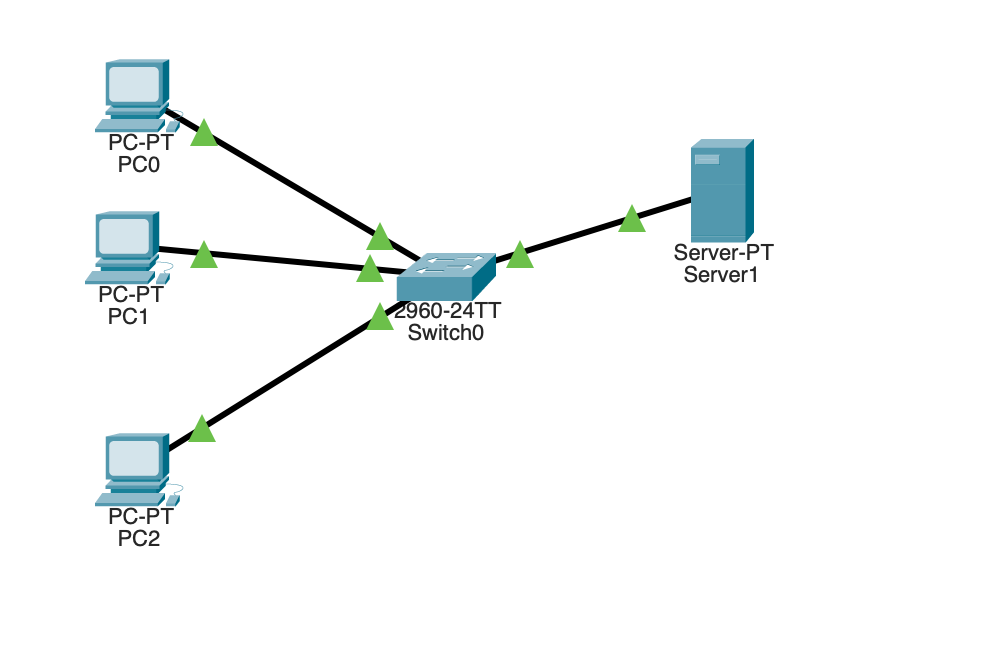 PC-PT
PC0
PC-PT
PC1
2960-24TT
Switch0
Server-PT
Server1
PC-PT
PC2